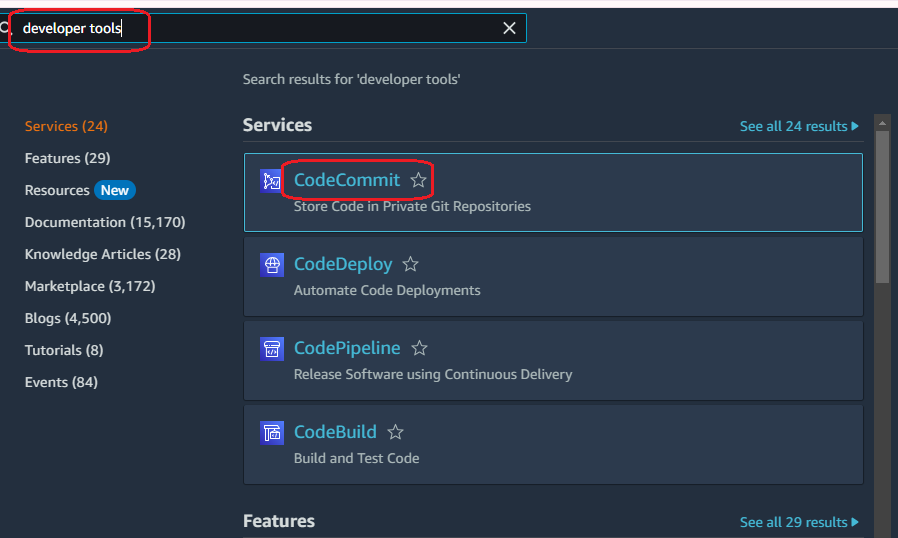 developer tools
Search results for 'developer tools'
Services (24)
Features (29)
Resources New
Documentation (15,170)
Knowledge Articles (28)
Marketplace (3,172)
Blogs (4,500)
Tutorials (8)
Events (84)
Services
See all 24 results
CodeCommit
Store Code in Private Git Repositories
CodeDeploy
Automate Code Deployments
CodePipeline
Release Software using Continuous Delivery
CodeBuild
Build and Test Code
Features
See all 29 results